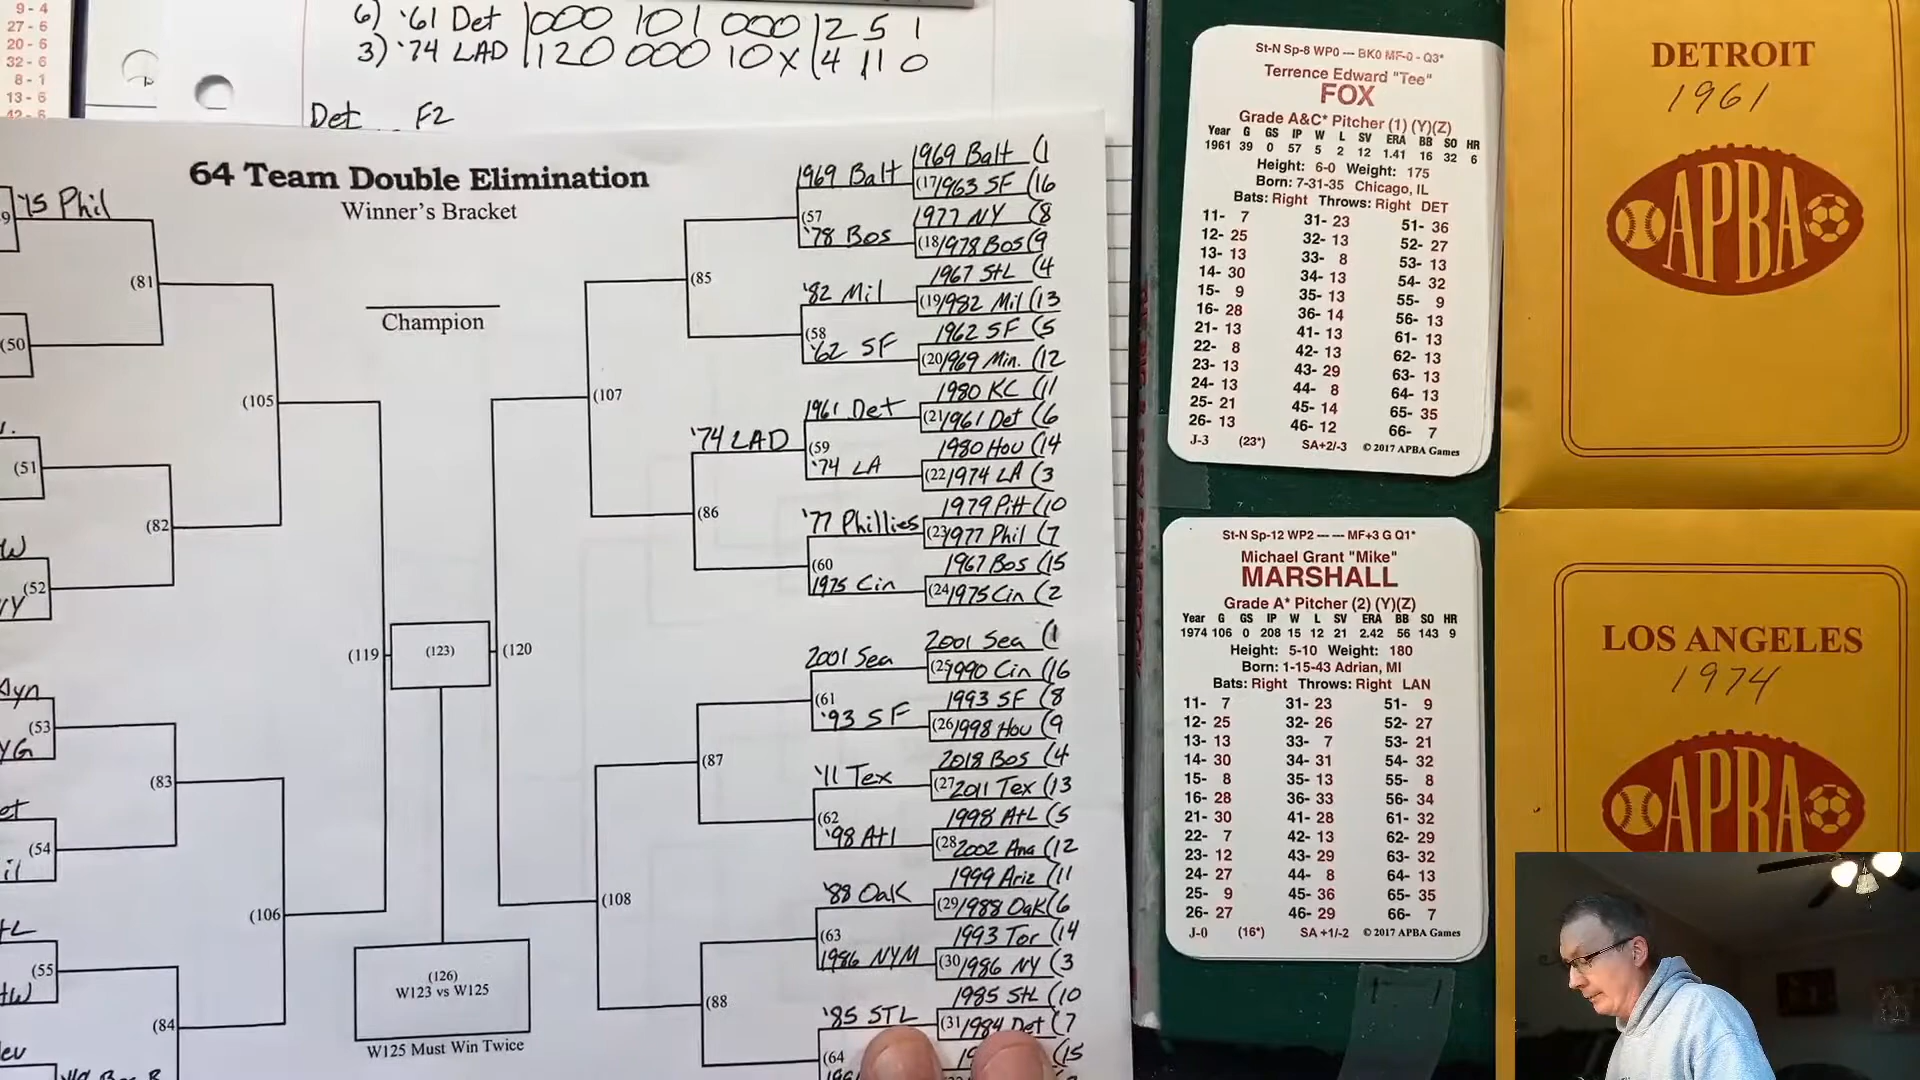 9 - 4
27 - 6
20 - 6
32 - 6
8 - 1
13 - 6
42 - 6
6) '61 Det 000 101 000 2 5 1
3) '74 LAD 120 000 10X 4 11 0
Det F2
64 Team Double Elimination
Winner's Bracket
'15 Phil
(81
(50
(51
(82
(52
(105
(53
(83
(54
(106
(55
(84
(119
Champion
(123)
(120
(126)
W123 vs W125
W125 Must Win Twice
(107
(108
(85
(86
'74 LAD
(87
(88
1969 Balt
(57
'78 Bos
'82 Mil
(58
'62 SF
1961 Det
(59
'74 LA
'77 Phillies
(60
1975 Cin
2001 Sea
(61
'93 SF
'11 Tex
(62
'98 Atl
'88 Oak
(63
1986 NYM
'85 STL
(64
1969 Balt (1
(17 1963 SF (16
1977 NY (8
(18 1978 Bos (9
1967 StL (4
(19 1982 Mil (13
1962 SF (5
(20 1969 Min. (12
1980 KC (11
(21 1961 Det (6
1980 Hou (14
(22 1974 LA (3
1979 Pitt (10
(23 1977 Phil (7
1967 Bos (15
(24 1975 Cin (2
2001 Sea (1
(25 1990 Cin (16
1993 SF (8
(26 1998 Hou (9
2018 Bos (4
(27 2011 Tex (13
1998 Atl (5
(28 2002 Ana (12
1999 Ariz (11
(29 1988 Oak (6
1993 Tor (14
(30 1986 NY (3
1985 StL (10
(31 1984 Det (7
(15
St-N Sp-8 WP0 --- BK0 MF-0 - Q3*
Terrence Edward "Tee"
FOX
Grade A&C* Pitcher (1) (Y)(Z)
Year G GS IP W L SV ERA BB SO HR
1961 39 0 57 5 2 12 1.41 16 32 6
Height: 6-0 Weight: 175
Born: 7-31-35 Chicago, IL
Bats: Right Throws: Right DET
11- 7 31- 23 51- 36
12- 25 32- 13 52- 27
13- 13 33- 8 53- 13
14- 30 34- 13 54- 32
15- 9 35- 13 55- 9
16- 28 36- 14 56- 13
21- 13 41- 13 61- 13
22- 8 42- 13 62- 13
23- 13 43- 29 63- 13
24- 13 44- 8 64- 13
25- 21 45- 14 65- 35
26- 13 46- 12 66- 7
J-3 (23*) SA+2/-3 © 2017 APBA Games
St-N Sp-12 WP2 --- --- MF+3 G Q1*
Michael Grant "Mike"
MARSHALL
Grade A* Pitcher (2) (Y)(Z)
Year G GS IP W L SV ERA BB SO HR
1974 106 0 208 15 12 21 2.42 56 143 9
Height: 5-10 Weight: 180
Born: 1-15-43 Adrian, MI
Bats: Right Throws: Right LAN
11- 7 31- 23 51- 9
12- 25 32- 26 52- 27
13- 13 33- 7 53- 21
14- 30 34- 31 54- 32
15- 8 35- 13 55- 8
16- 28 36- 33 56- 34
21- 30 41- 28 61- 32
22- 7 42- 13 62- 29
23- 12 43- 29 63- 32
24- 27 44- 8 64- 13
25- 9 45- 36 65- 35
26- 27 46- 29 66- 7
J-0 (16*) SA +1/-2 © 2017 APBA Games
DETROIT
1961
APBA
LOS ANGELES
1974
APBA